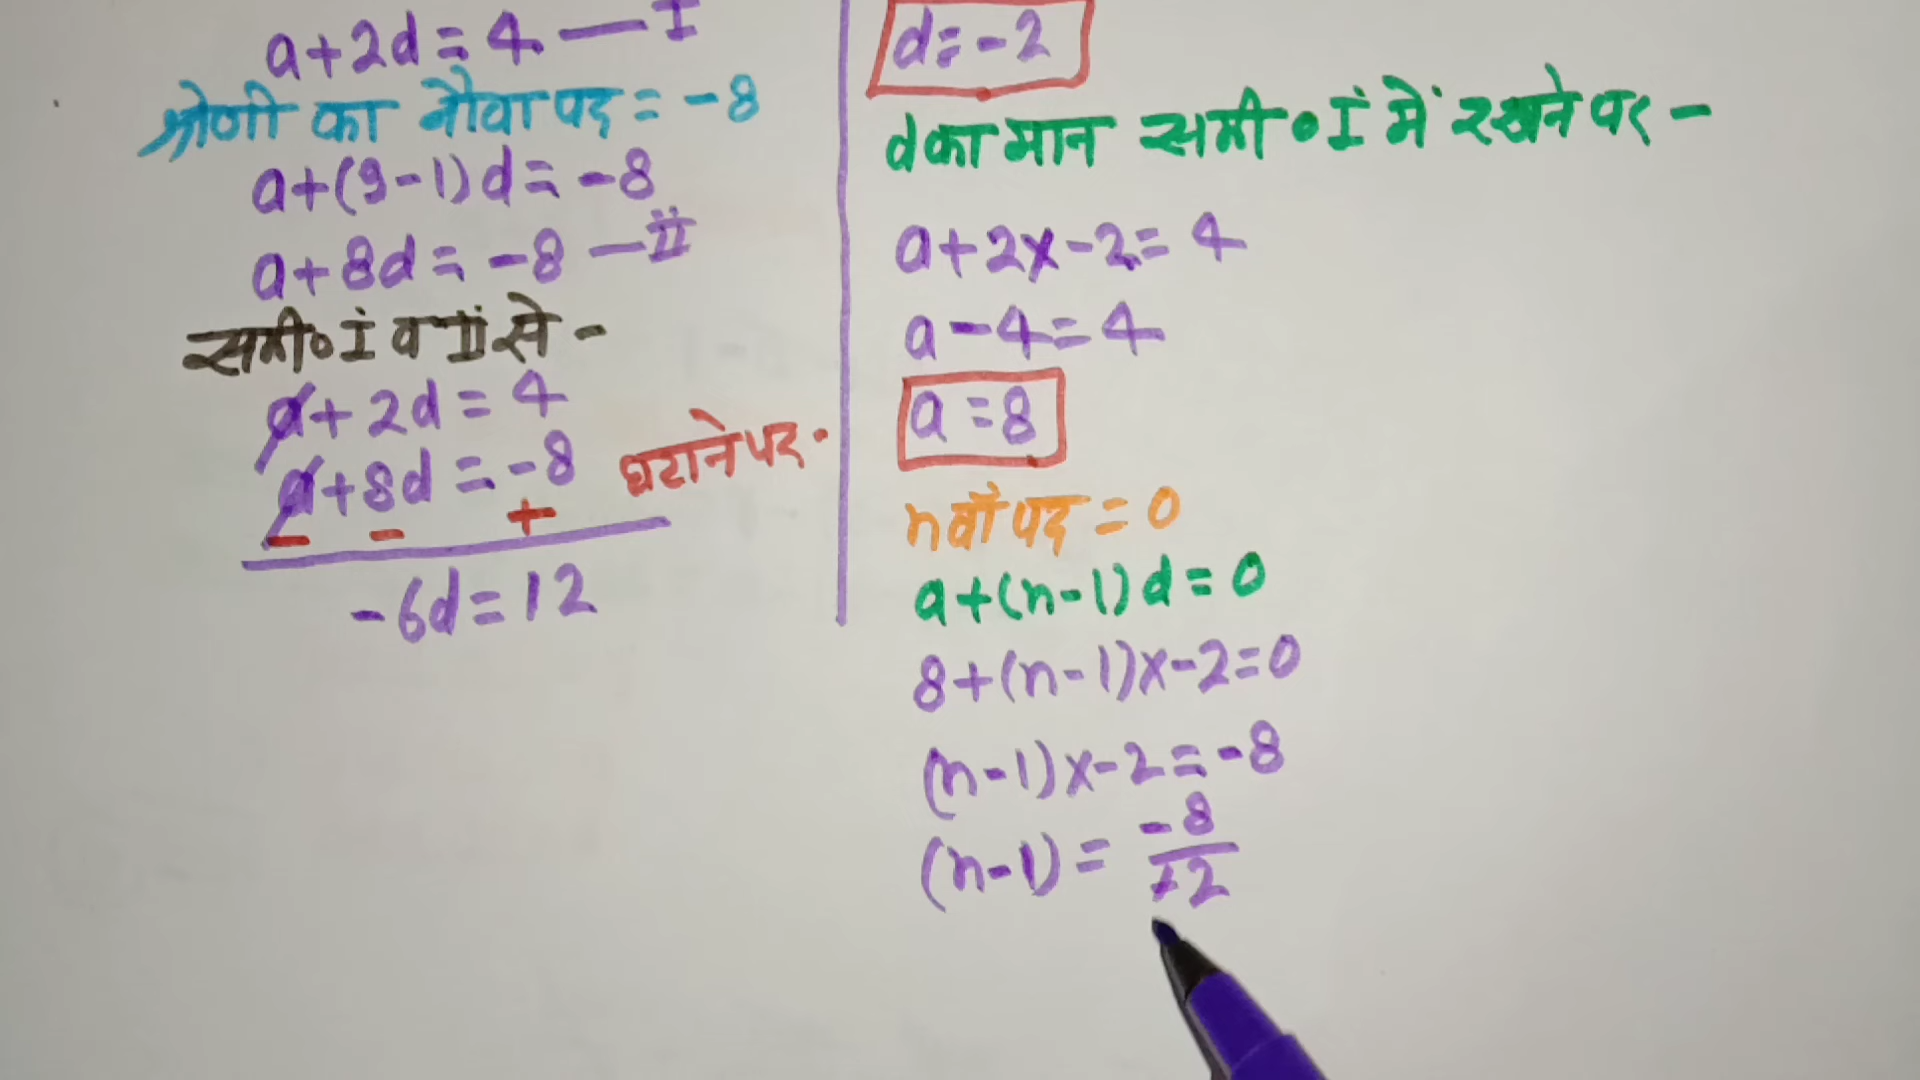 a+2d=4 — I
श्रेणी का नौवा पद = -8
a+(9-1)d= -8
a+8d= -8 — II
समी० I व II से -
a+2d = 4
a+8d = -8 घटाने पर -
- - +
-6d=12
d=-2
d का मान समी० I में रखने पर -
a+2x-2= 4
a-4=4
a=8
n वाँ पद = 0
a+(n-1)d=0
8+(n-1)x-2=0
(n-1)x-2=-8
(n-1)= -8/-2